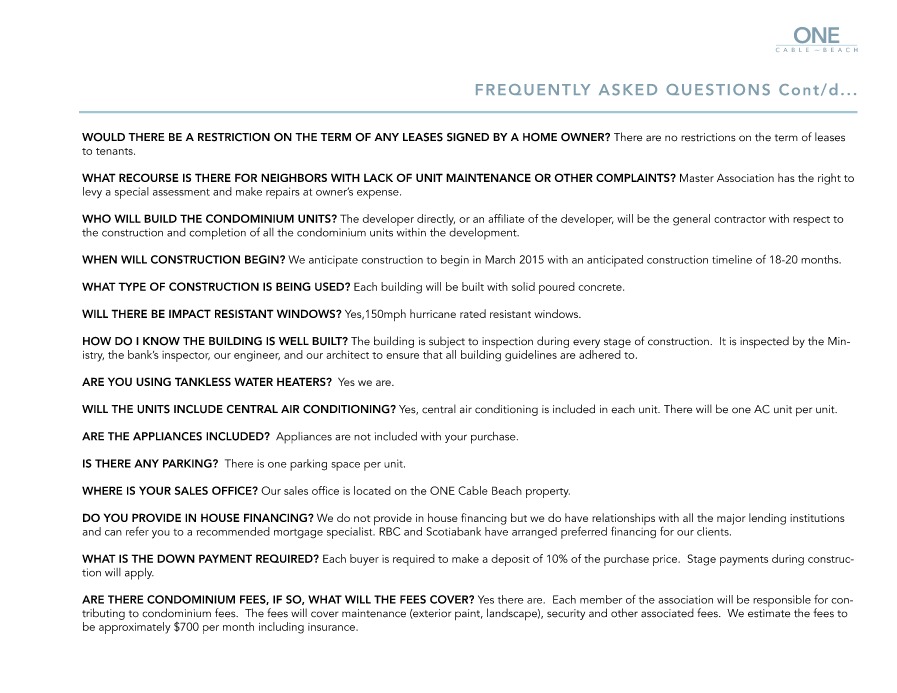 ONE
CABLE—BEACH
FREQUENTLY ASKED QUESTIONS Cont/d...
WOULD THERE BE A RESTRICTION ON THE TERM OF ANY LEASES SIGNED BY A HOME OWNER? There are no restrictions on the term of leases
to tenants.
WHAT RECOURSE IS THERE FOR NEIGHBORS WITH LACK OF UNIT MAINTENANCE OR OTHER COMPLAINTS? Master Association has the right to
levy a special assessment and make repairs at owner’s expense.
WHO WILL BUILD THE CONDOMINIUM UNITS? The developer directly, or an affiliate of the developer, will be the general contractor with respect to
the construction and completion of all the condominium units within the development.
WHEN WILL CONSTRUCTION BEGIN? We anticipate construction to begin in March 2015 with an anticipated construction timeline of 18-20 months.
WHAT TYPE OF CONSTRUCTION IS BEING USED? Each building will be built with solid poured concrete.
WILL THERE BE IMPACT RESISTANT WINDOWS? Yes,150mph hurricane rated resistant windows.
HOW DO I KNOW THE BUILDING IS WELL BUILT? The building is subject to inspection during every stage of construction.  It is inspected by the Min-
istry, the bank’s inspector, our engineer, and our architect to ensure that all building guidelines are adhered to.
ARE YOU USING TANKLESS WATER HEATERS?  Yes we are.
WILL THE UNITS INCLUDE CENTRAL AIR CONDITIONING? Yes, central air conditioning is included in each unit. There will be one AC unit per unit.
ARE THE APPLIANCES INCLUDED?  Appliances are not included with your purchase.
IS THERE ANY PARKING?  There is one parking space per unit.
WHERE IS YOUR SALES OFFICE? Our sales office is located on the ONE Cable Beach property.
DO YOU PROVIDE IN HOUSE FINANCING? We do not provide in house financing but we do have relationships with all the major lending institutions
and can refer you to a recommended mortgage specialist. RBC and Scotiabank have arranged preferred financing for our clients.
WHAT IS THE DOWN PAYMENT REQUIRED? Each buyer is required to make a deposit of 10% of the purchase price.  Stage payments during construc-
tion will apply.
ARE THERE CONDOMINIUM FEES, IF SO, WHAT WILL THE FEES COVER? Yes there are.  Each member of the association will be responsible for con-
tributing to condominium fees.  The fees will cover maintenance (exterior paint, landscape), security and other associated fees.  We estimate the fees to
be approximately $700 per month including insurance.